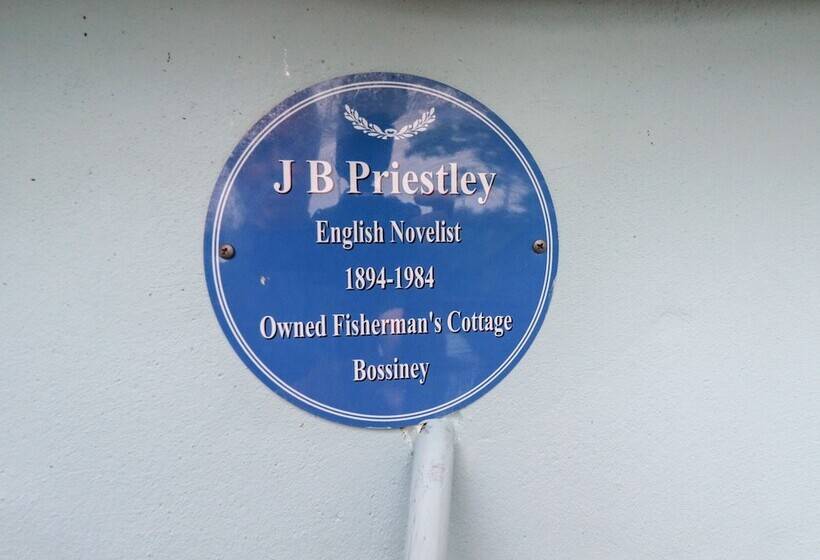 J B Priestley
English Novelist
1894-1984
Owned Fisherman's Cottage
Bossiney